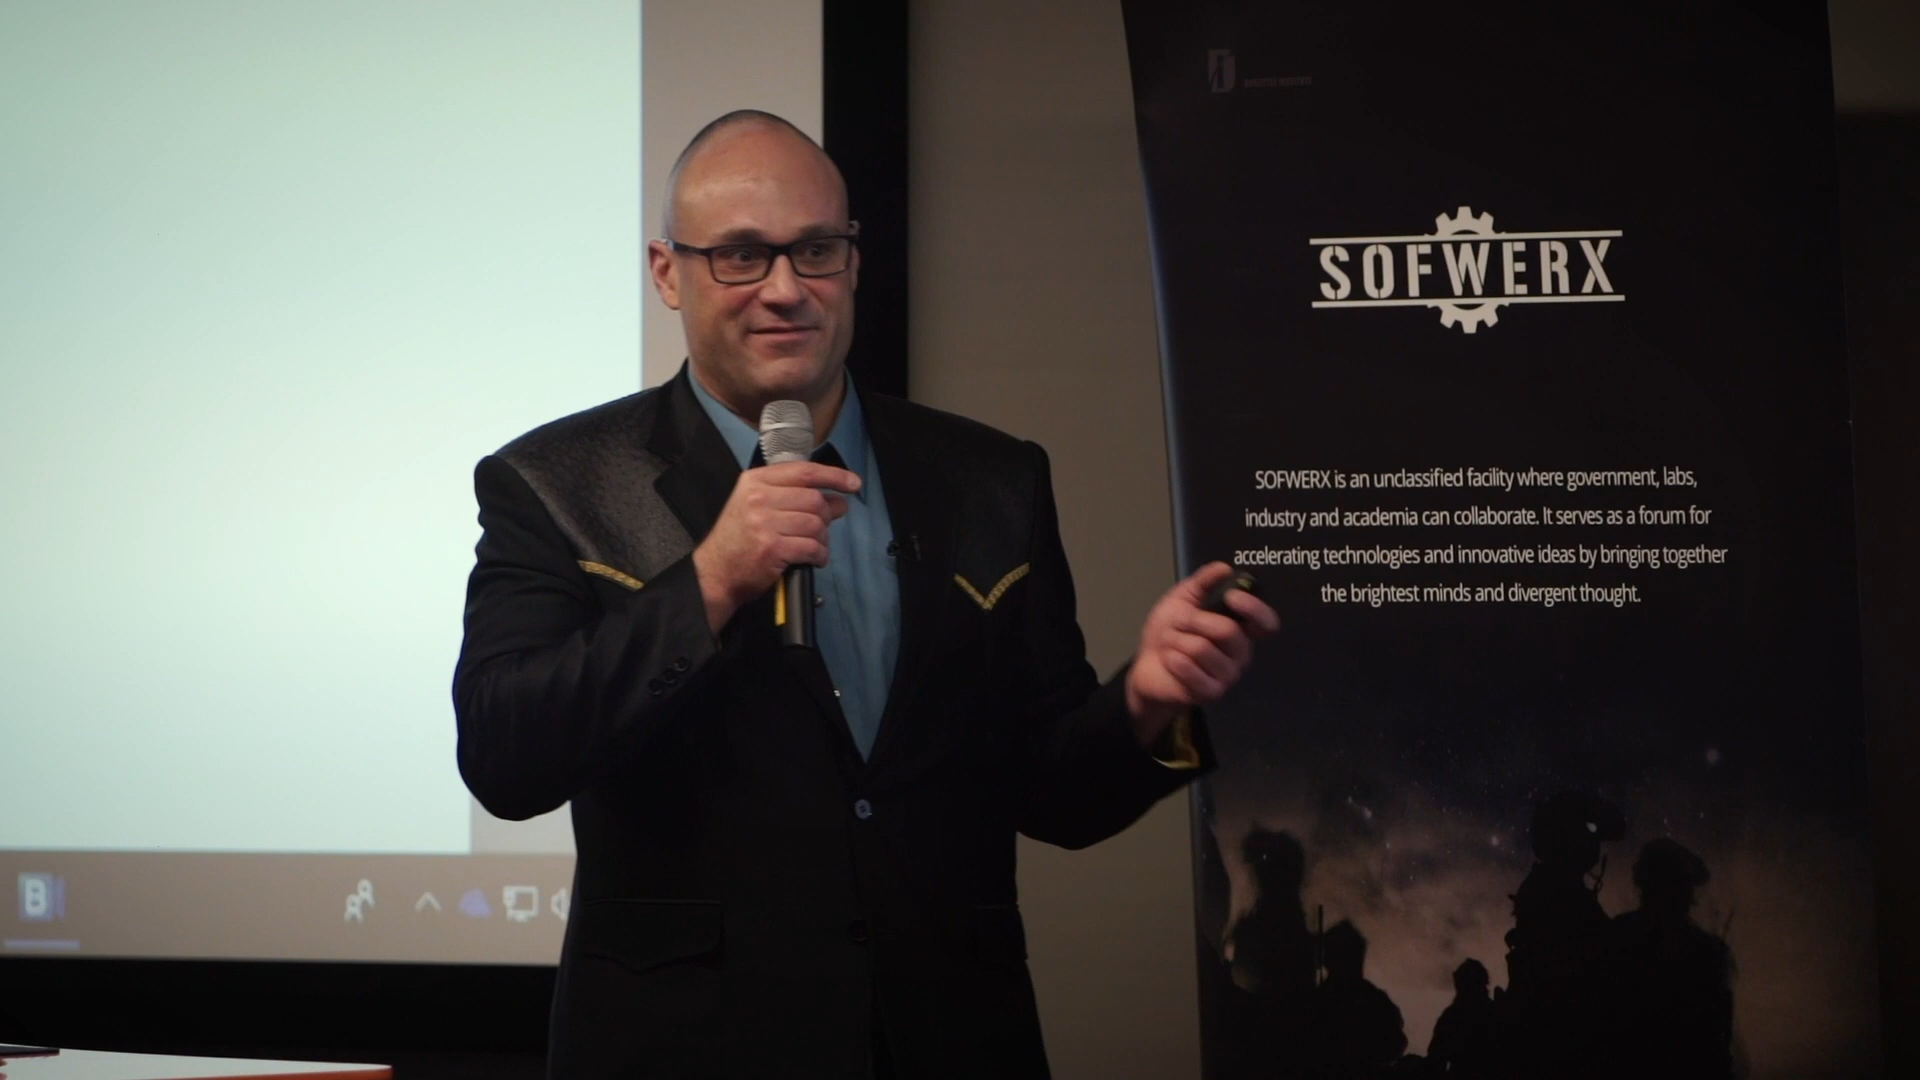 SOFWERX
SOFWERX is an unclassified facility where government, labs,
industry and academia can collaborate. It serves as a forum for
accelerating technologies and innovative ideas by bringing together
the brightest minds and divergent thought.
B